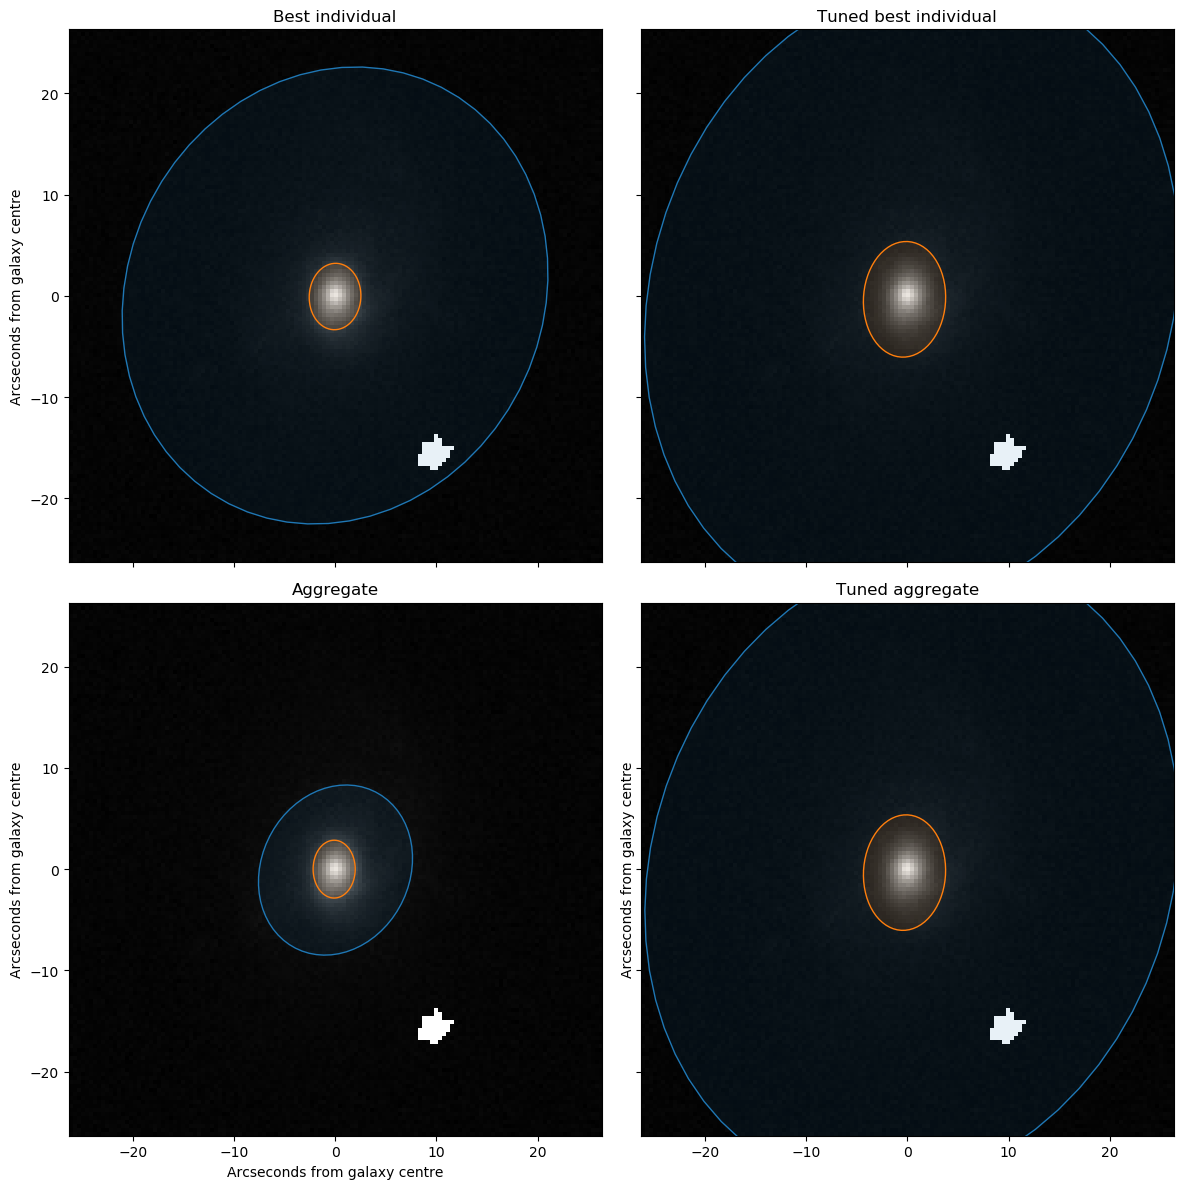 Best individual
Tuned best individual
20
10
0
−10
−20
Arcseconds from galaxy centre
Aggregate
Tuned aggregate
20
10
0
−10
−20
Arcseconds from galaxy centre
Arcseconds from galaxy centre
−20 −10 0 10 20
−20 −10 0 10 20
Arcseconds from galaxy centre